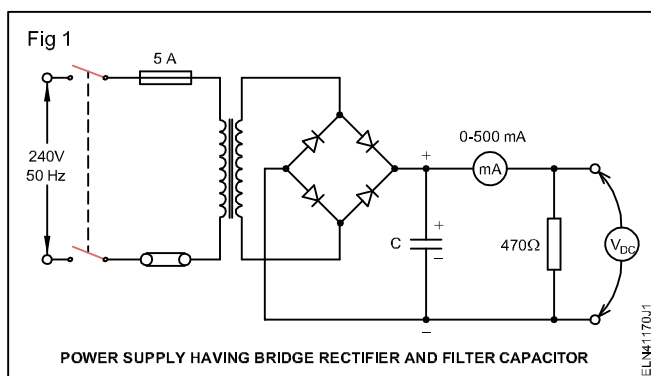 Fig 1
5 A
240V
50 Hz
0-500 mA
+
mA
+
C
–
470Ω
V_DC
–
POWER SUPPLY HAVING BRIDGE RECTIFIER AND FILTER CAPACITOR
ELN41170J1